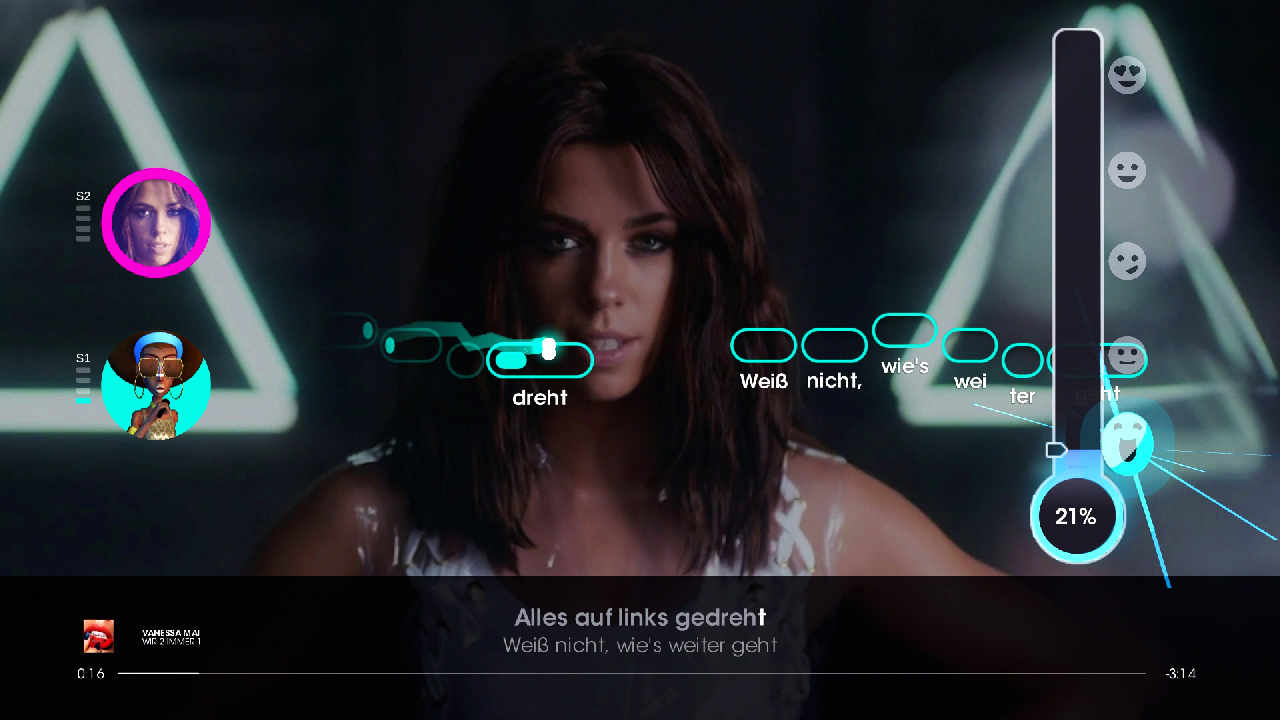 S2
S1
dreht
Weiß nicht, wie's wei ter geht
21%
Alles auf links gedreht
Weiß nicht, wie's weiter geht
VANESSA MAI
WIR 2 IMMER 1
0:16
-3:14